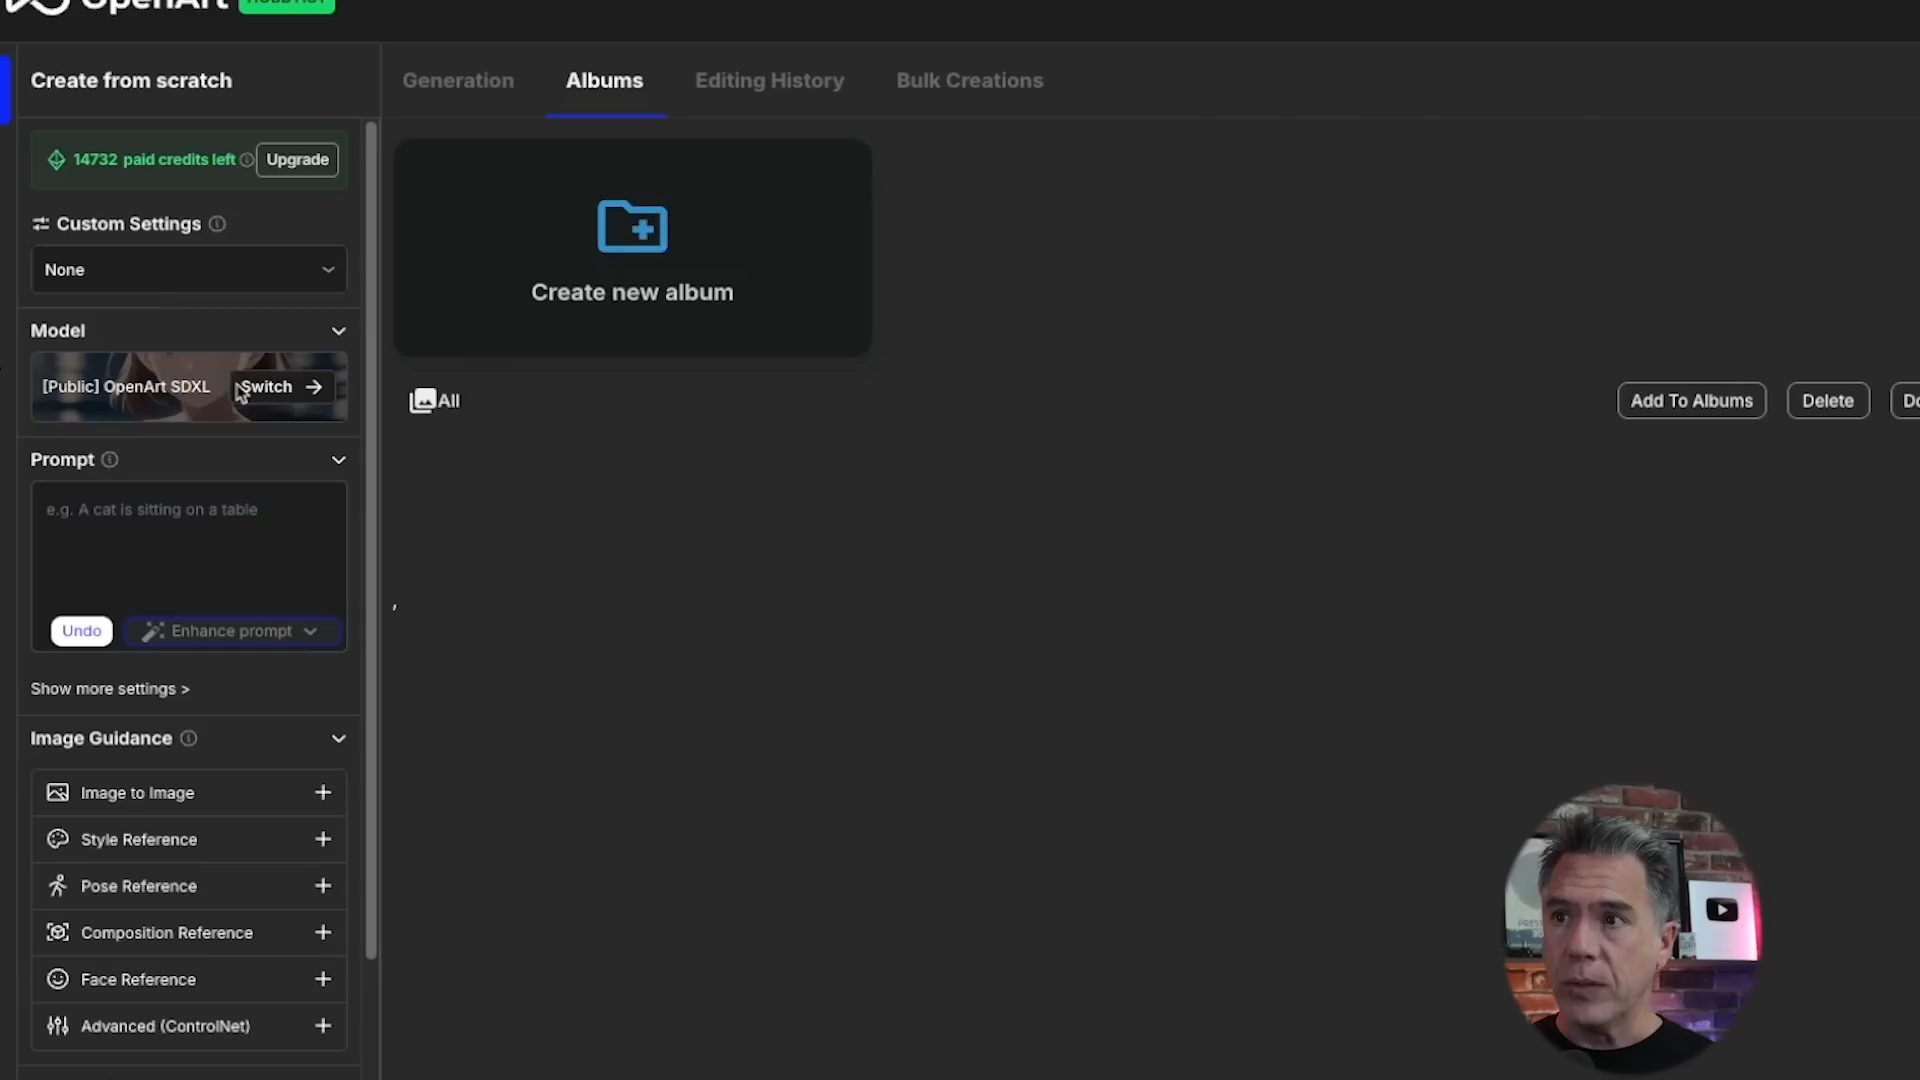 OpenArt
Create from scratch
Generation
Albums
Editing History
Bulk Creations
14732 paid credits left
Upgrade
Custom Settings
None
Create new album
Model
[Public] OpenArt SDXL
Switch
All
Add To Albums
Delete
Prompt
e.g. A cat is sitting on a table
Undo
Enhance prompt
Show more settings >
Image Guidance
Image to Image
Style Reference
Pose Reference
Composition Reference
Face Reference
Advanced (ControlNet)